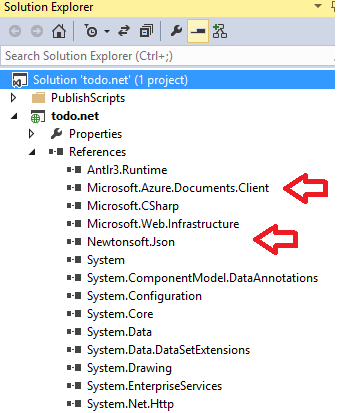 Solution Explorer
Search Solution Explorer (Ctrl+;)
Solution 'todo.net' (1 project)
PublishScripts
todo.net
Properties
References
Antlr3.Runtime
Microsoft.Azure.Documents.Client
Microsoft.CSharp
Microsoft.Web.Infrastructure
Newtonsoft.Json
System
System.ComponentModel.DataAnnotations
System.Configuration
System.Core
System.Data
System.Data.DataSetExtensions
System.Drawing
System.EnterpriseServices
System.Net.Http